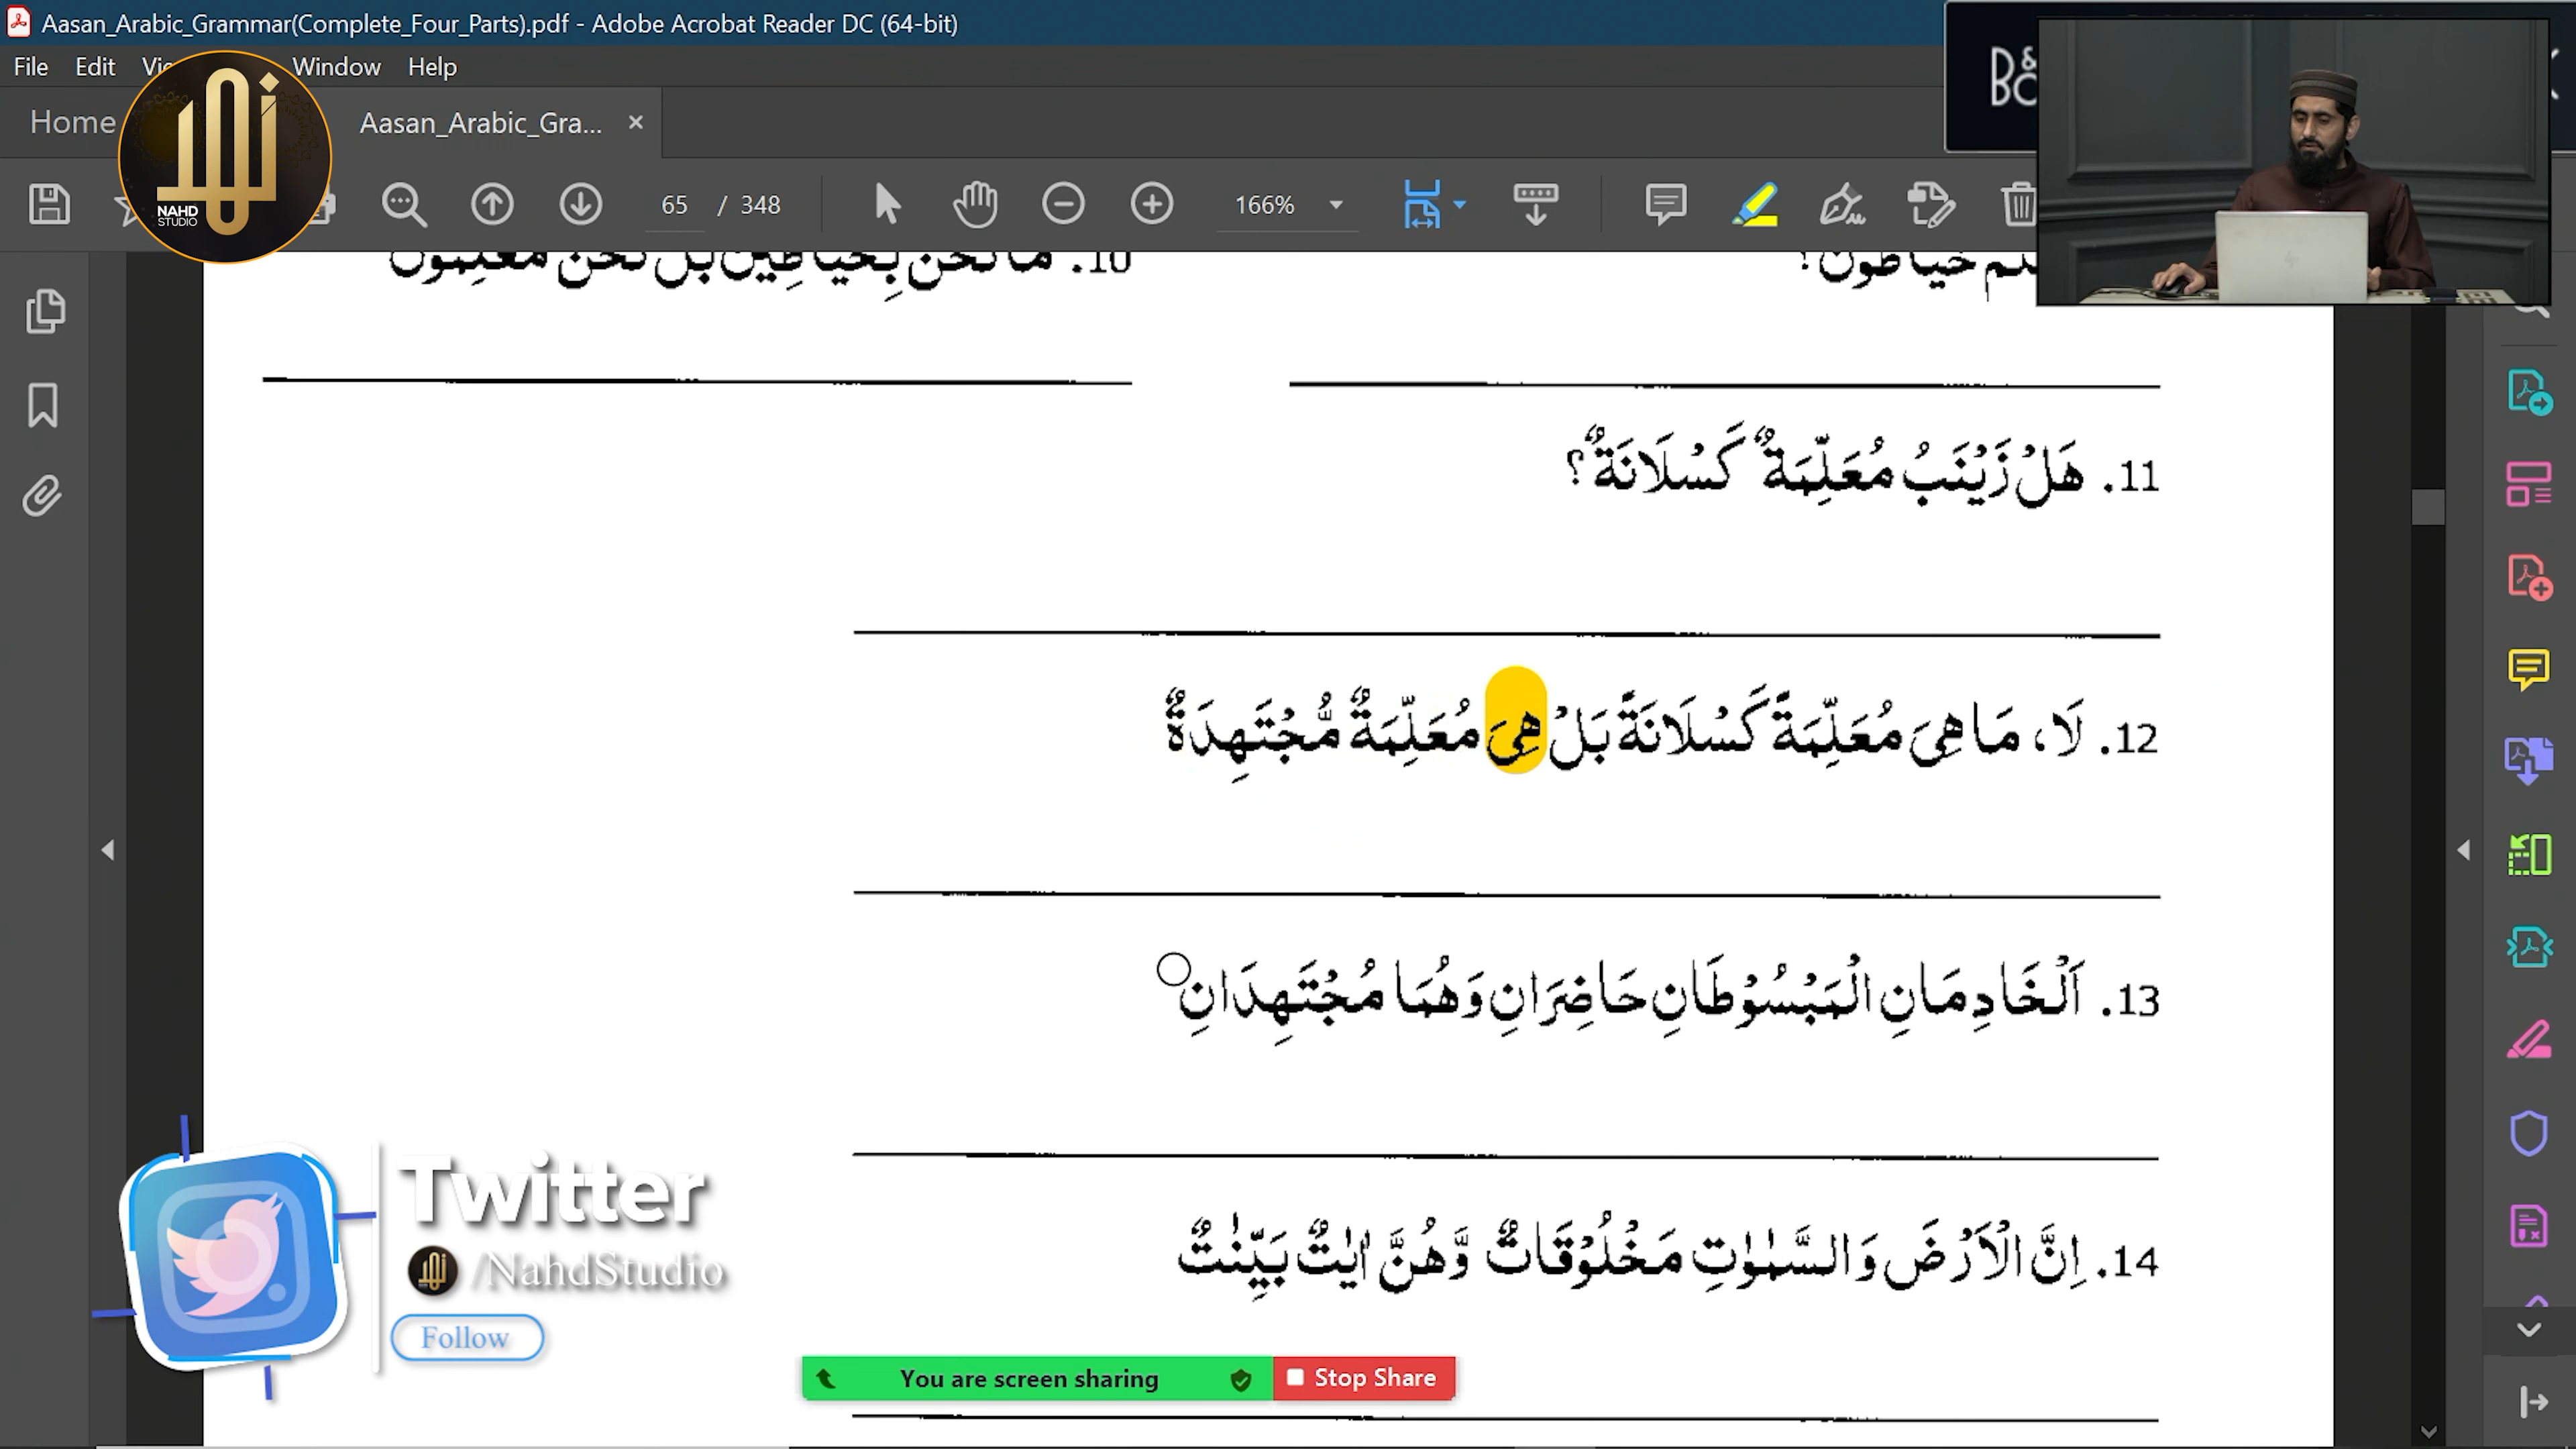 Aasan_Arabic_Grammar(Complete_Four_Parts).pdf - Adobe Acrobat Reader DC (64-bit)
File Edit Window Help
Home Aasan_Arabic_Gra... ×
65 / 348 166%
NAHD
STUDIO
10. مَا نَحْنُ بِخَيَّاطِيْنَ بَلْ نَحْنُ مُعَلِّمُوْنَ
11. هَلْ زَيْنَبُ مُعَلِّمَةٌ كَسْلَانَةٌ؟
12. لَا، مَا هِيَ مُعَلِّمَةً كَسْلَانَةً بَلْ هِيَ مُعَلِّمَةٌ مُّجْتَهِدَةٌ
13. اَلْخَادِمَانِ الْمَبْسُوْطَانِ حَاضِرَانِ وَهُمَا مُجْتَهِدَانِ
14. اِنَّ الْاَرْضَ وَالسَّمٰوٰتِ مَخْلُوْقَاتٌ وَّهُنَّ اٰيٰتٌ بَيِّنٰتٌ
Twitter
/NahdStudio
Follow
You are screen sharing Stop Share